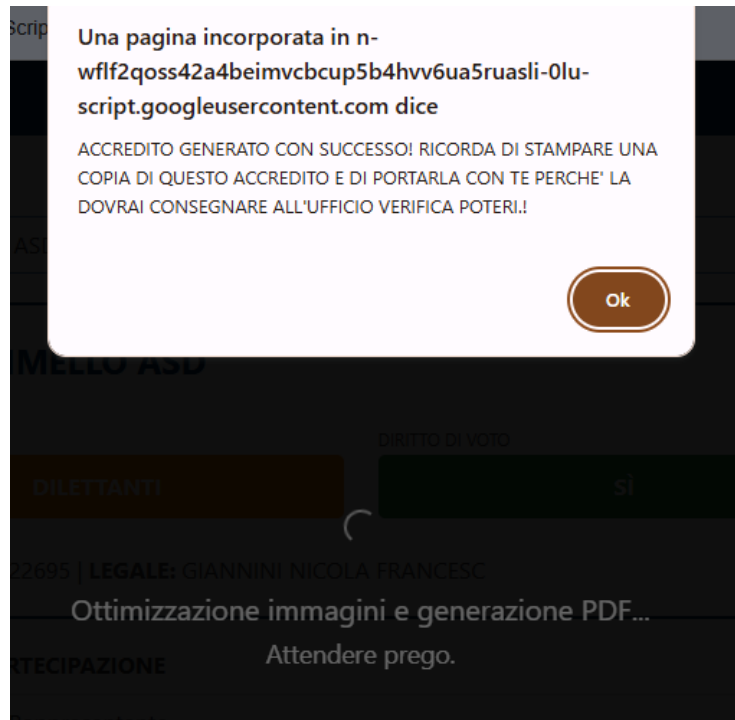 Scrip
Una pagina incorporata in n-
wflf2qoss42a4beimvcbcup5b4hvv6ua5ruasli-0lu-
script.googleusercontent.com dice
ACCREDITO GENERATO CON SUCCESSO! RICORDA DI STAMPARE UNA
COPIA DI QUESTO ACCREDITO E DI PORTARLA CON TE PERCHE' LA
DOVRAI CONSEGNARE ALL'UFFICIO VERIFICA POTERI.!
Ok
ASD
IMELLO ASD
DIRITTO DI VOTO
DILETTANTI
SÌ
22695 | LEGALE: GIANNINI NICOLA FRANCESC
Ottimizzazione immagini e generazione PDF...
Attendere prego.
RTECIPAZIONE